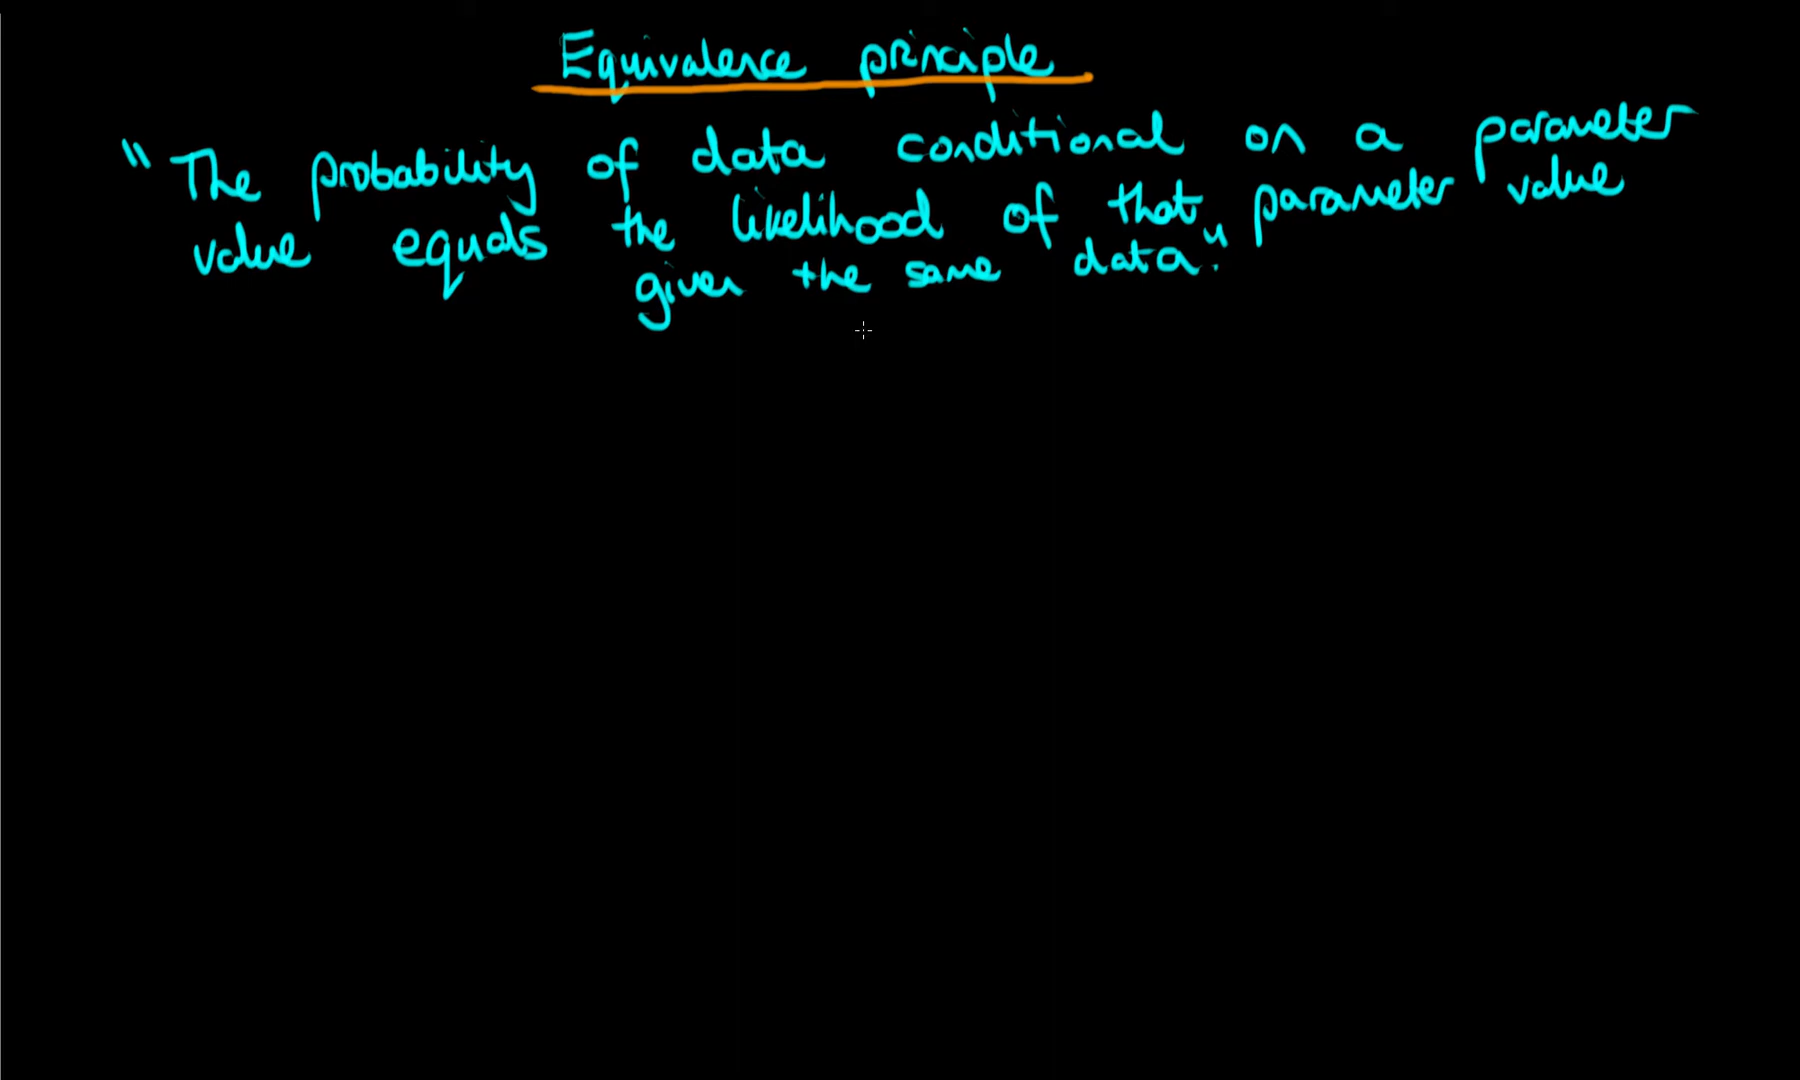 Equivalence principle
"The probability of data conditional on a parameter
value equals the likelihood of that parameter value
given the same data."